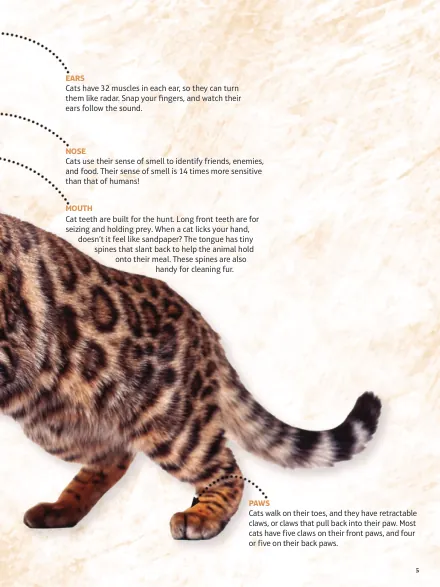 EARS
Cats have 32 muscles in each ear, so they can turn
them like radar. Snap your fingers, and watch their
ears follow the sound.
NOSE
Cats use their sense of smell to identify friends, enemies,
and food. Their sense of smell is 14 times more sensitive
than that of humans!
MOUTH
Cat teeth are built for the hunt. Long front teeth are for
seizing and holding prey. When a cat licks your hand,
doesn't it feel like sandpaper? The tongue has tiny
spines that slant back to help the animal hold
onto their meal. These spines are also
handy for cleaning fur.
PAWS
Cats walk on their toes, and they have retractable
claws, or claws that pull back into their paw. Most
cats have five claws on their front paws, and four
or five on their back paws.
5